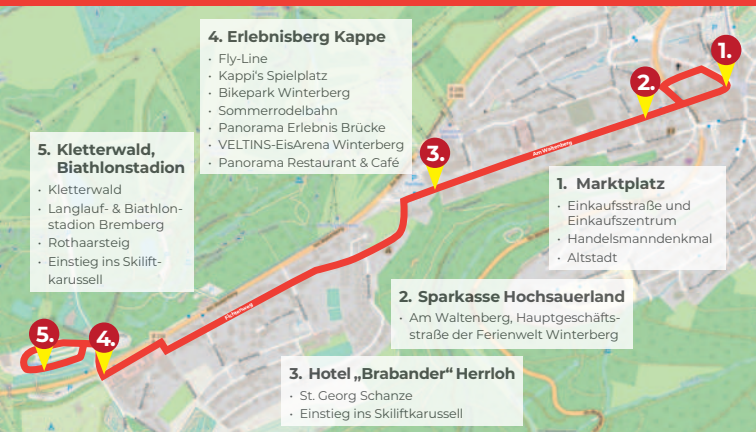 4. Erlebnisberg Kappe
· Fly-Line
· Kappi's Spielplatz
· Bikepark Winterberg
· Sommerrodelbahn
· Panorama Erlebnis Brücke
· VELTINS-EisArena Winterberg
· Panorama Restaurant & Café
1.
2.
3.
5. Kletterwald,
Biathlonstadion
· Kletterwald
· Langlauf- & Biathlon-
stadion Bremberg
· Rothaarsteig
· Einstieg ins Skilift-
karussell
Am Waltenberg
1. Marktplatz
· Einkaufsstraße und
Einkaufszentrum
· Handelsmanndenkmal
· Altstadt
2. Sparkasse Hochsauerland
· Am Waltenberg, Hauptgeschäfts-
straße der Ferienwelt Winterberg
Fichtenweg
5.
4.
3. Hotel „Brabander“ Herrloh
· St. Georg Schanze
· Einstieg ins Skiliftkarussell